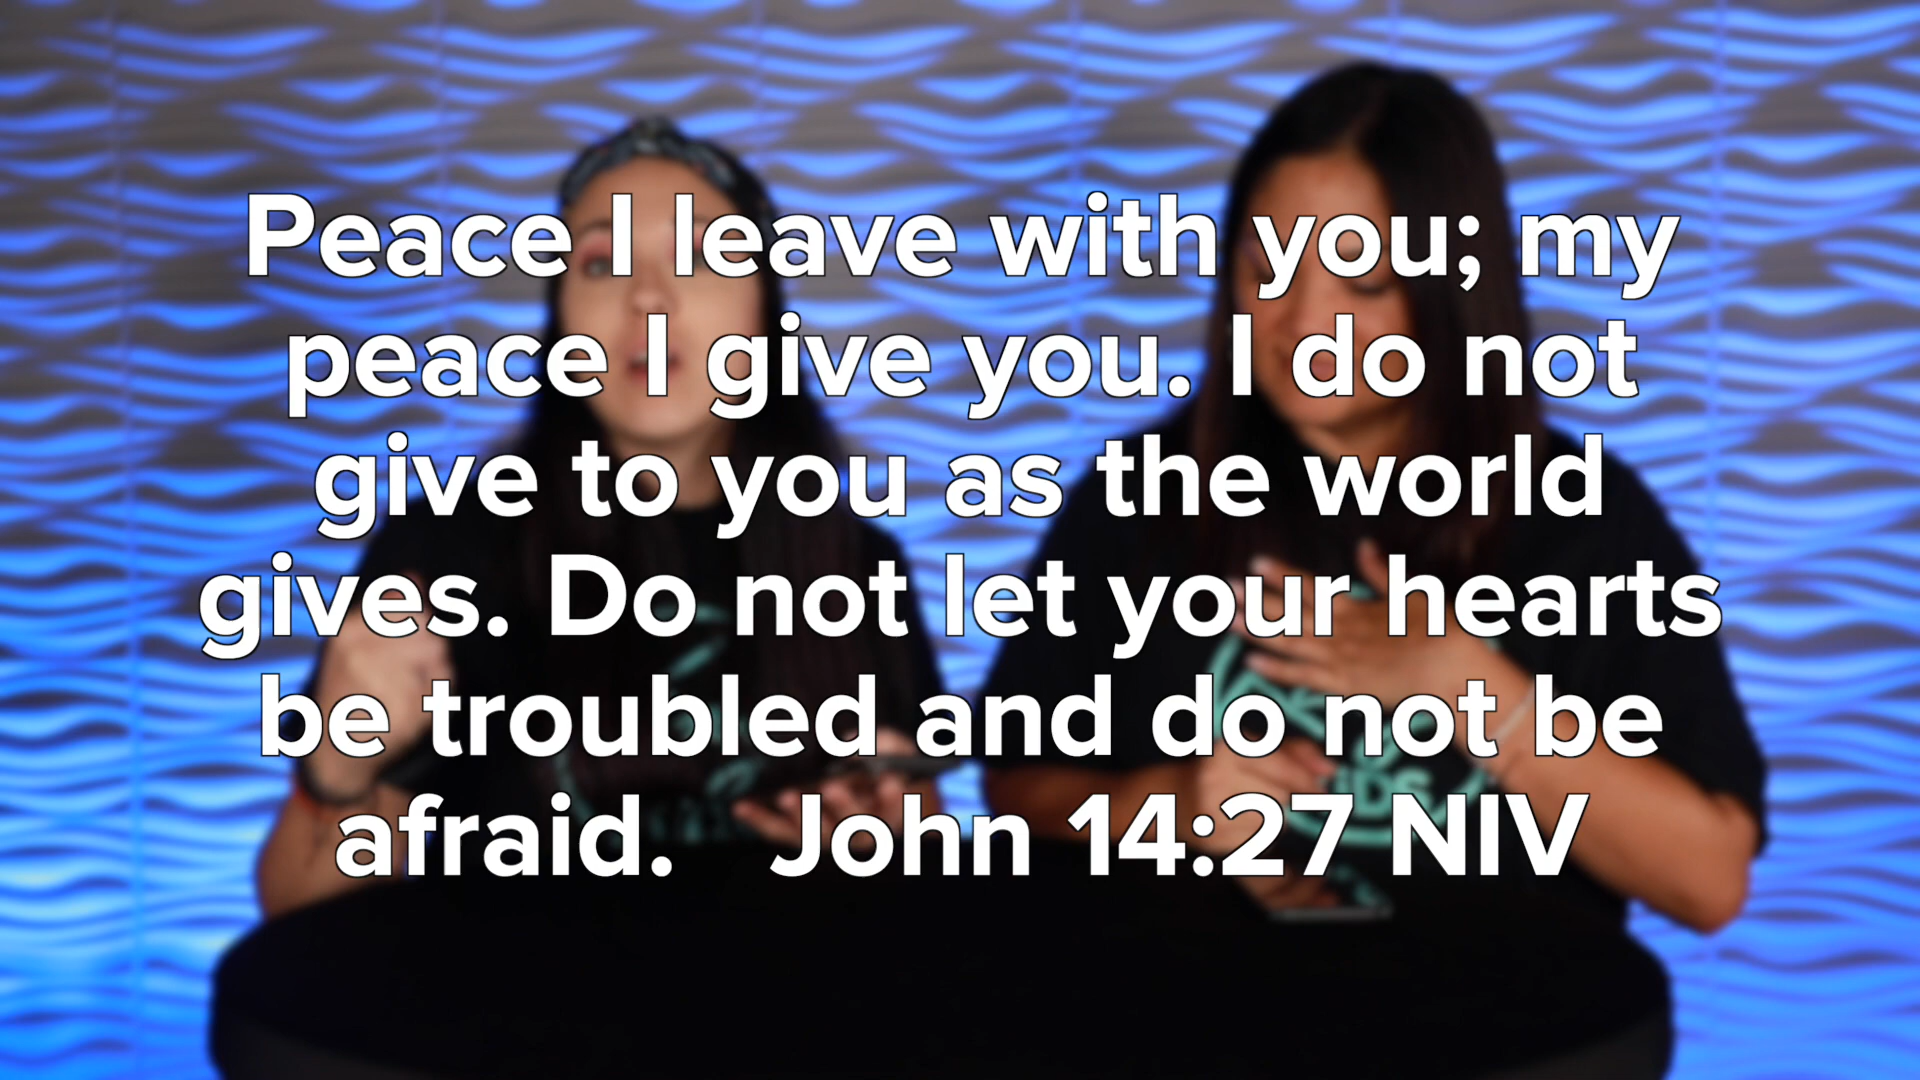 Peace I leave with you; my
peace I give you. I do not
give to you as the world
gives. Do not let your hearts
be troubled and do not be
afraid. John 14:27 NIV